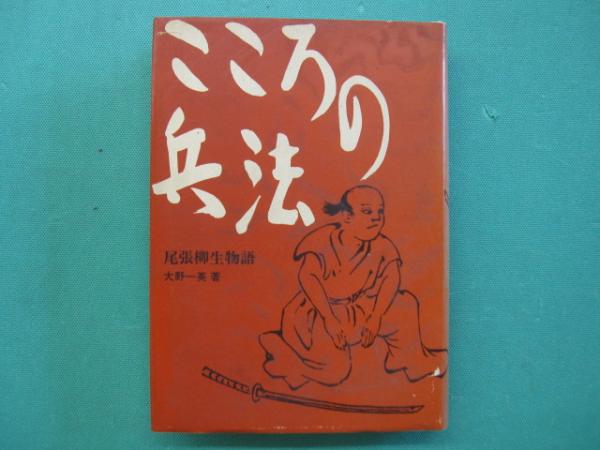 こころの
兵法
尾張柳生物語
大野一英 著